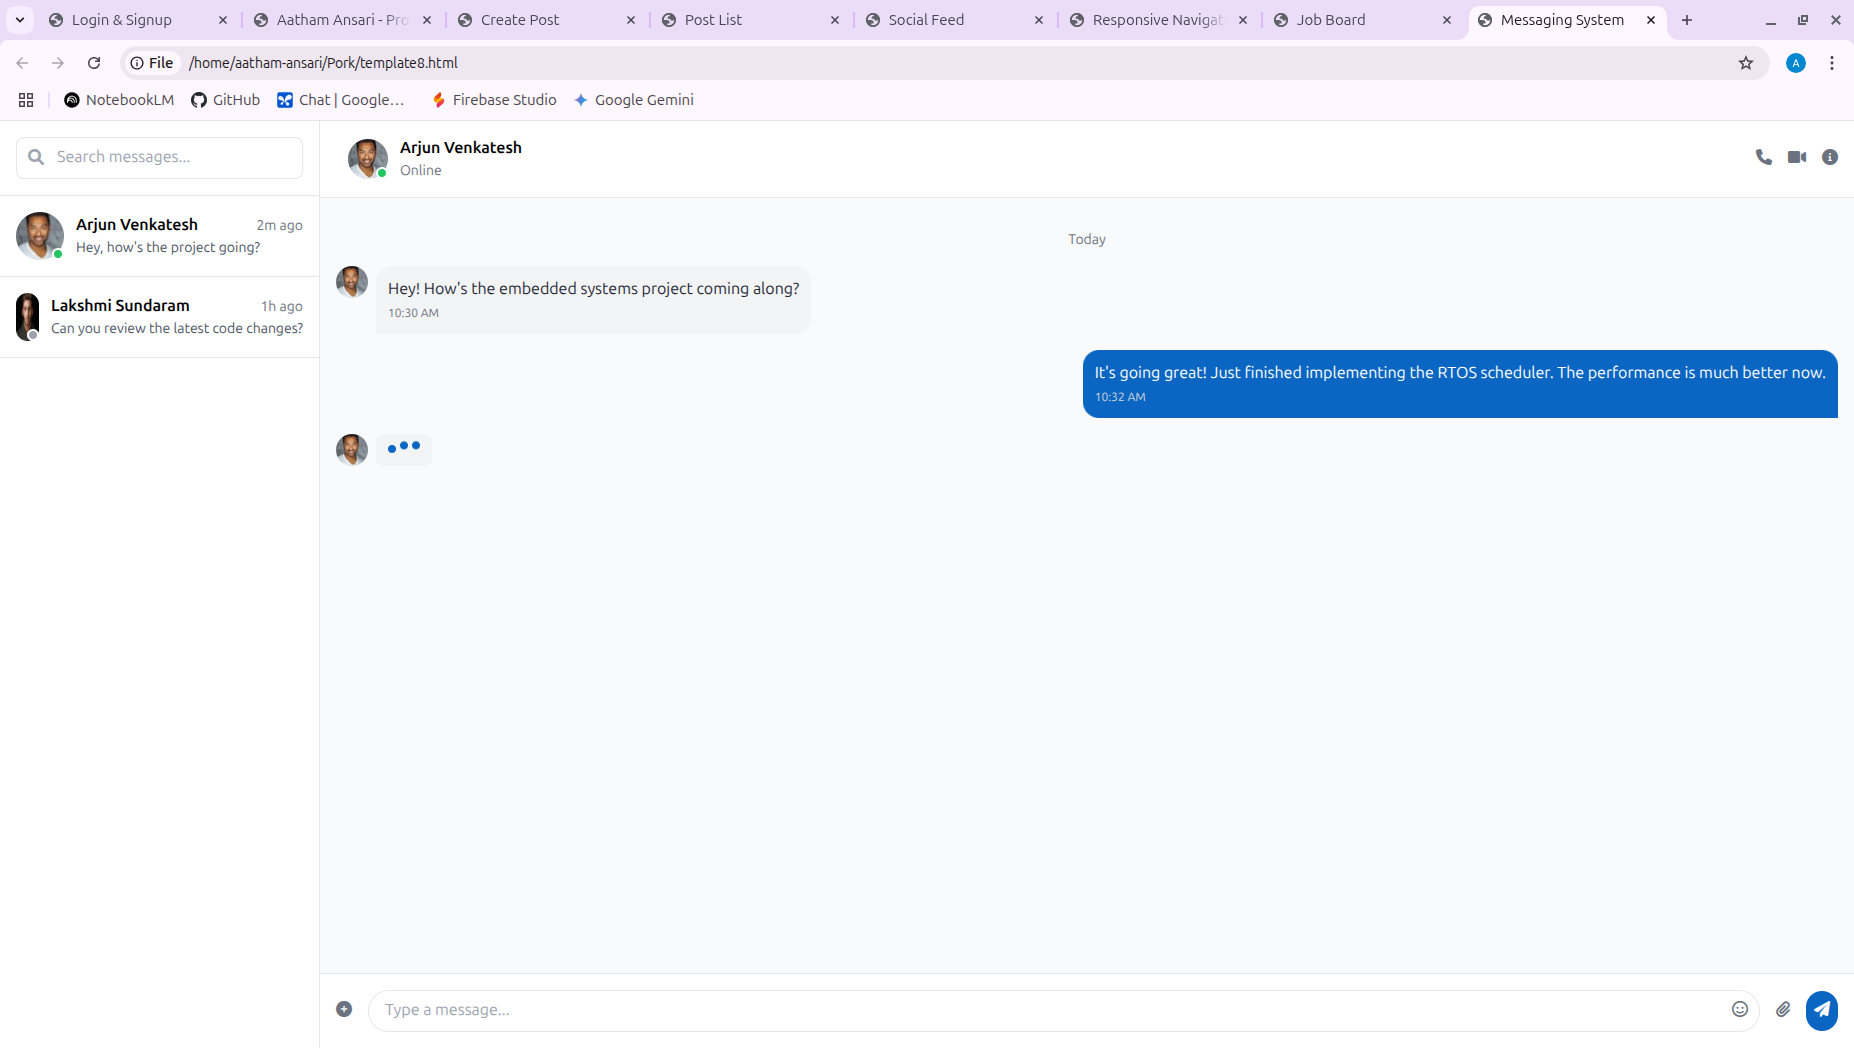 Login & Signup
Aatham Ansari - Pro
Create Post
Post List
Social Feed
Responsive Navigat
Job Board
Messaging System
File
/home/aatham-ansari/Pork/template8.html
A
NotebookLM
GitHub
Chat | Google...
Firebase Studio
Google Gemini
Search messages...
Arjun Venkatesh
2m ago
Hey, how's the project going?
Lakshmi Sundaram
1h ago
Can you review the latest code changes?
Arjun Venkatesh
Online
Today
Hey! How's the embedded systems project coming along?
10:30 AM
It's going great! Just finished implementing the RTOS scheduler. The performance is much better now.
10:32 AM
Type a message...